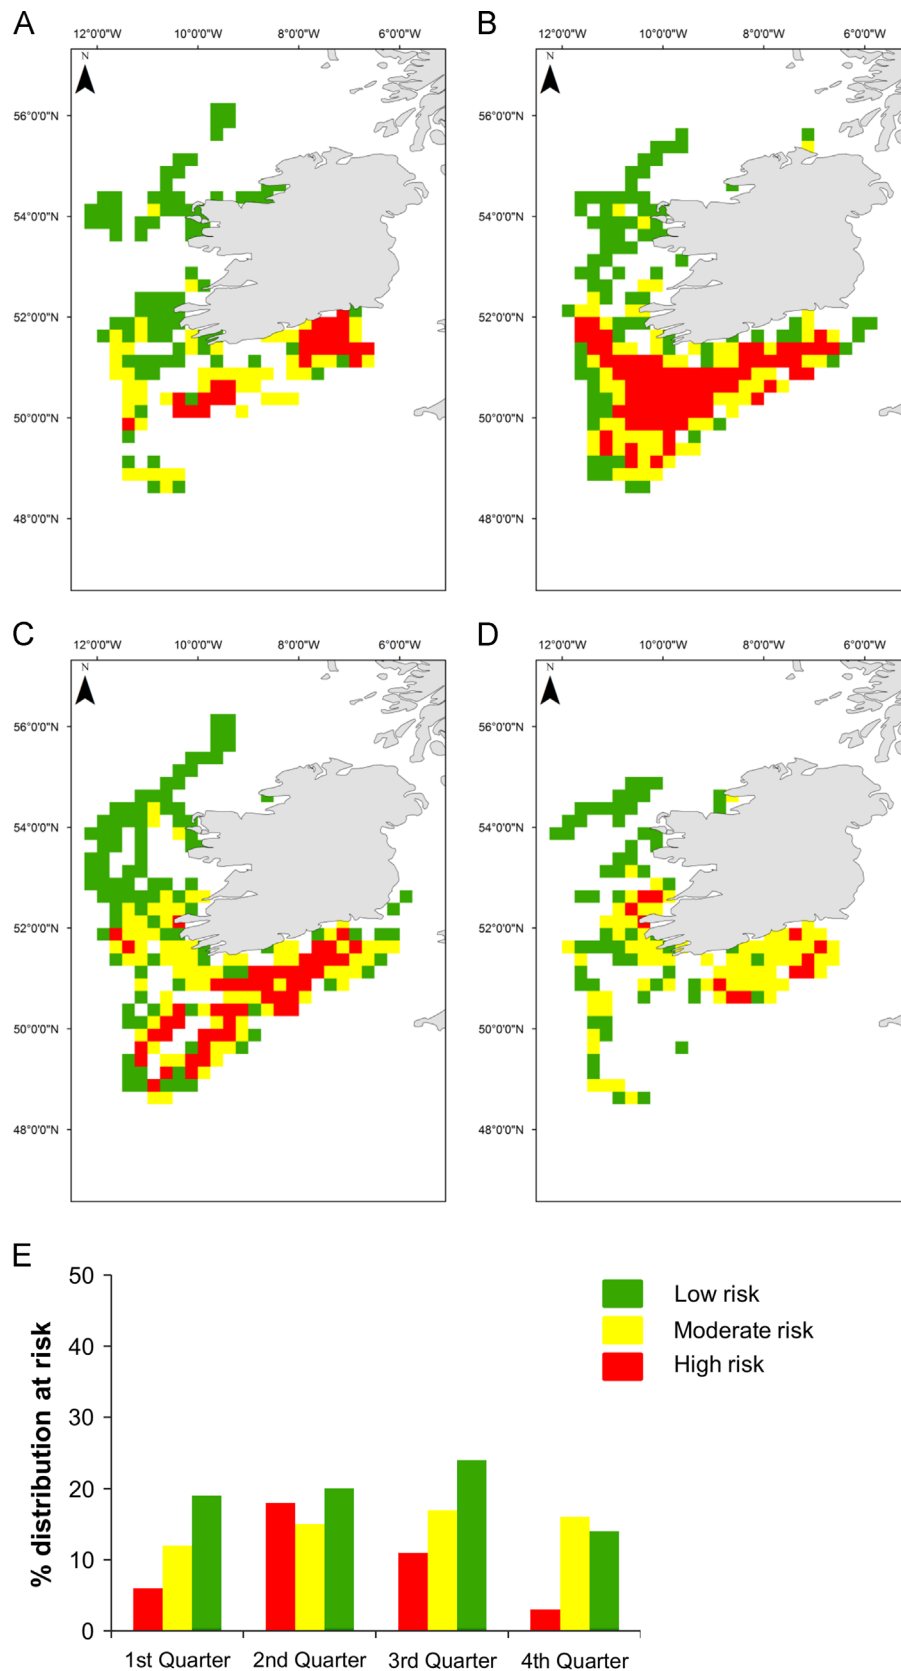 A
12°0'0"W 10°0'0"W 8°0'0"W 6°0'0"W
N
56°0'0"N
54°0'0"N
52°0'0"N
50°0'0"N
48°0'0"N
B
12°0'0"W 10°0'0"W 8°0'0"W 6°0'0"W
N
56°0'0"N
54°0'0"N
52°0'0"N
50°0'0"N
48°0'0"N
C
12°0'0"W 10°0'0"W 8°0'0"W 6°0'0"W
N
56°0'0"N
54°0'0"N
52°0'0"N
50°0'0"N
48°0'0"N
D
12°0'0"W 10°0'0"W 8°0'0"W 6°0'0"W
N
56°0'0"N
54°0'0"N
52°0'0"N
50°0'0"N
48°0'0"N
E
% distribution at risk
50
40
30
20
10
0
1st Quarter 2nd Quarter 3rd Quarter 4th Quarter
Low risk
Moderate risk
High risk